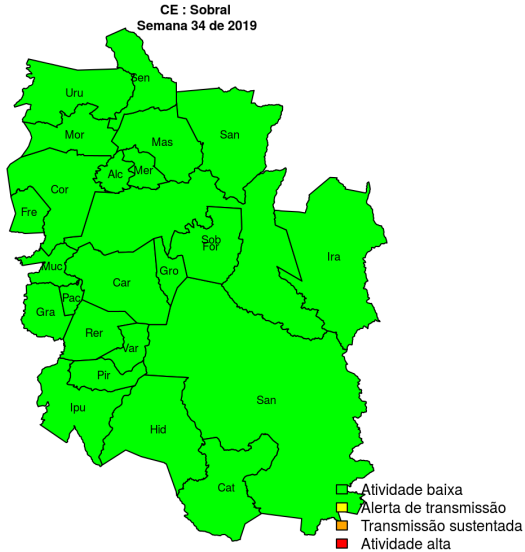 CE : Sobral
Semana 34 de 2019
Sen
Uru
Mor
Mas
San
Alc
Mer
Cor
Fre
Sob
For
Ira
Muc
Gro
Car
Pac
Gra
Rer
Var
Pir
San
Ipu
Hid
Cat
Atividade baixa
Alerta de transmissão
Transmissão sustentada
Atividade alta